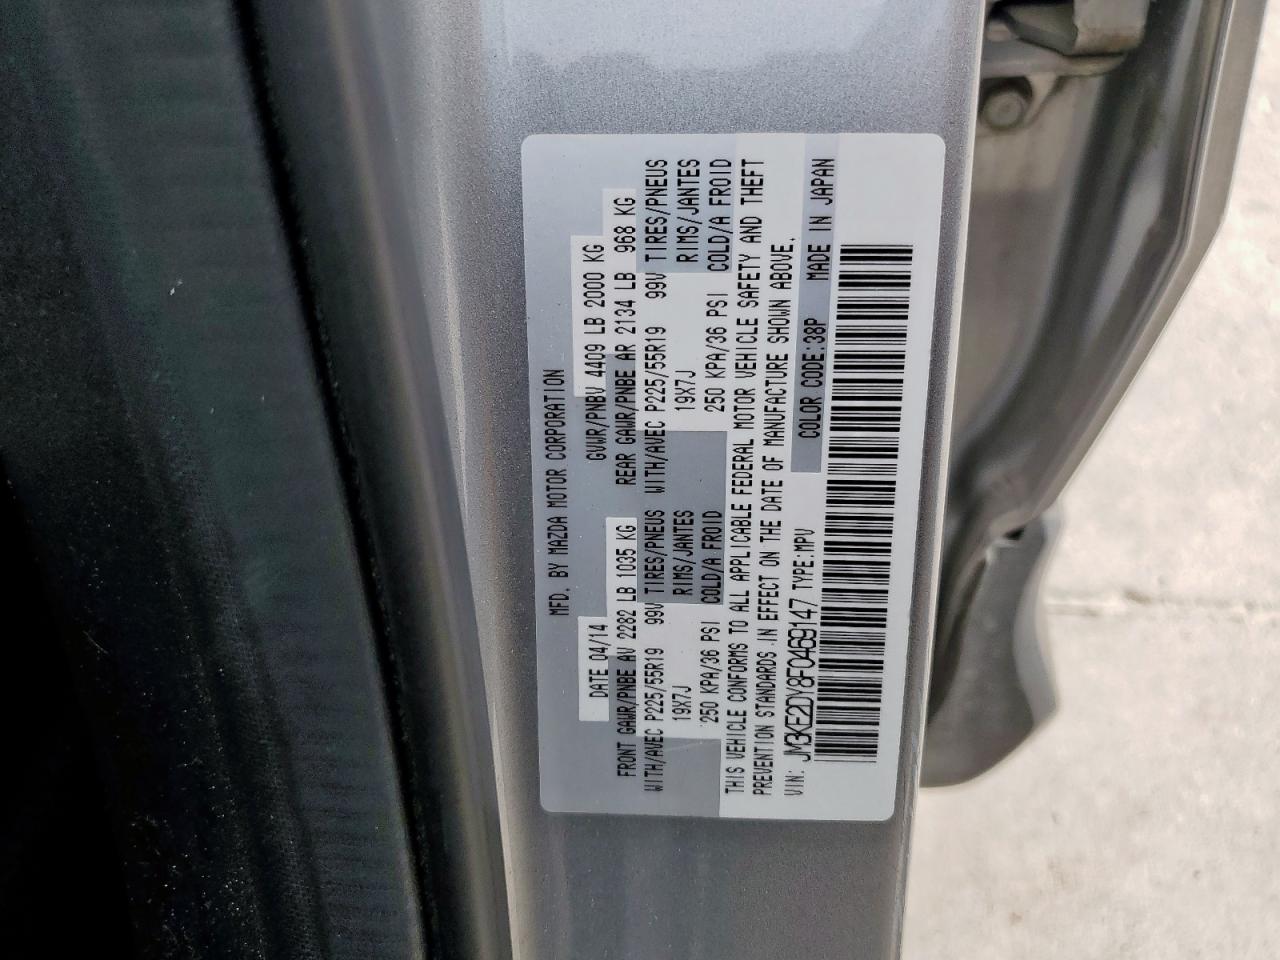 MFD. BY MAZDA MOTOR CORPORATION
DATE 04/14 GVWR/PNBV 4409 LB 2000 KG
FRONT GAWR/PNBE AV 2282 LB 1035 KG REAR GAWR/PNBE AR 2134 LB 968 KG
WITH/AVEC P225/55R19 99V TIRES/PNEUS WITH/AVEC P225/55R19 99V TIRES/PNEUS
19X7J RIMS/JANTES 19X7J RIMS/JANTES
250 KPA/36 PSI COLD/A FROID 250 KPA/36 PSI COLD/A FROID
THIS VEHICLE CONFORMS TO ALL APPLICABLE FEDERAL MOTOR VEHICLE SAFETY AND THEFT
PREVENTION STANDARDS IN EFFECT ON THE DATE OF MANUFACTURE SHOWN ABOVE.
VIN: JM3KE2DY8F0469147 TYPE:MPV COLOR CODE:38P MADE IN JAPAN